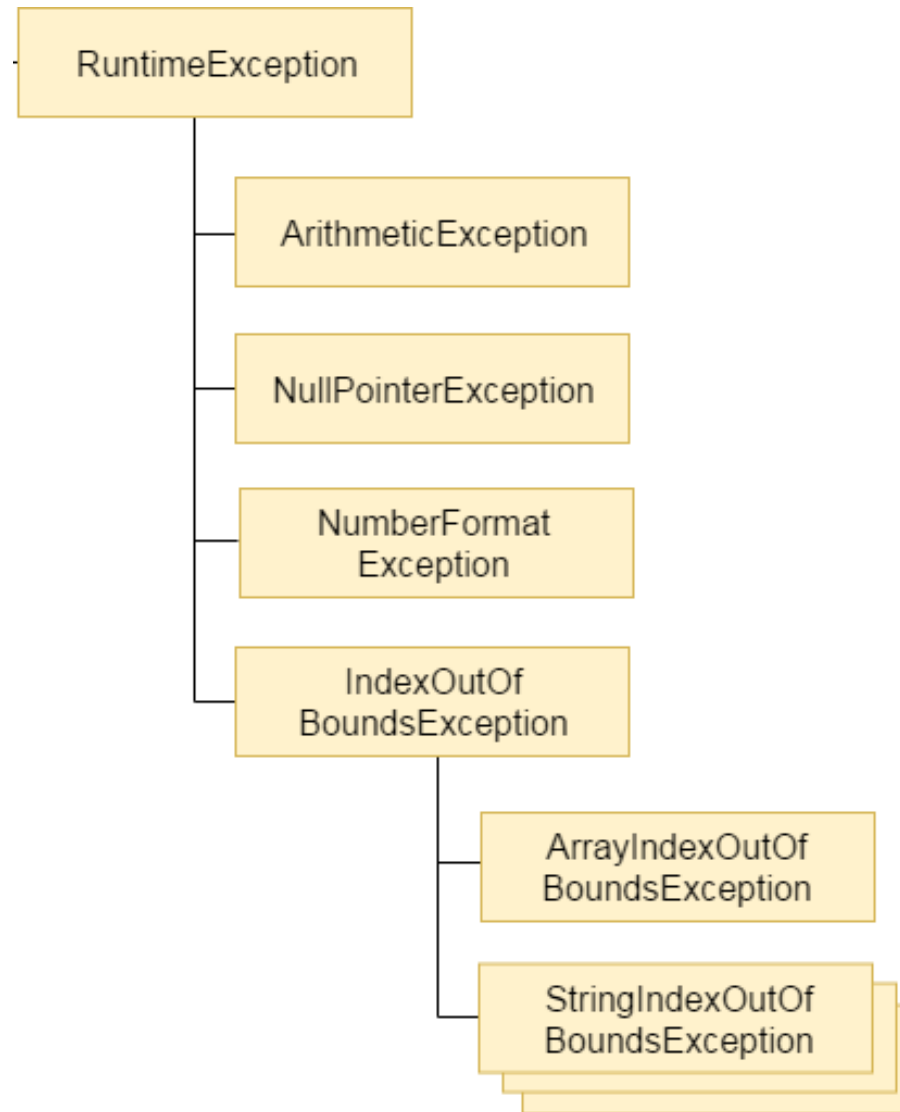 RuntimeException
ArithmeticException
NullPointerException
NumberFormat
Exception
IndexOutOf
BoundsException
ArrayIndexOutOf
BoundsException
StringIndexOutOf
BoundsException